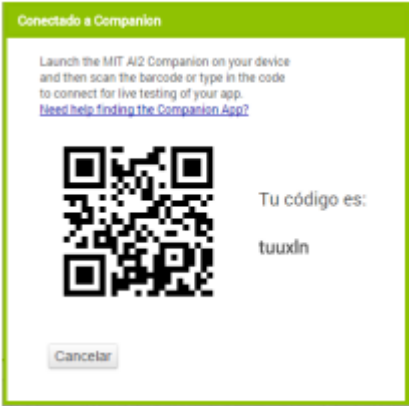 Conectado a Companion
Launch the MIT AI2 Companion on your device
and then scan the barcode or type in the code
to connect for live testing of your app.
Need help finding the Companion App?
Tu código es:
tuuxln
Cancelar